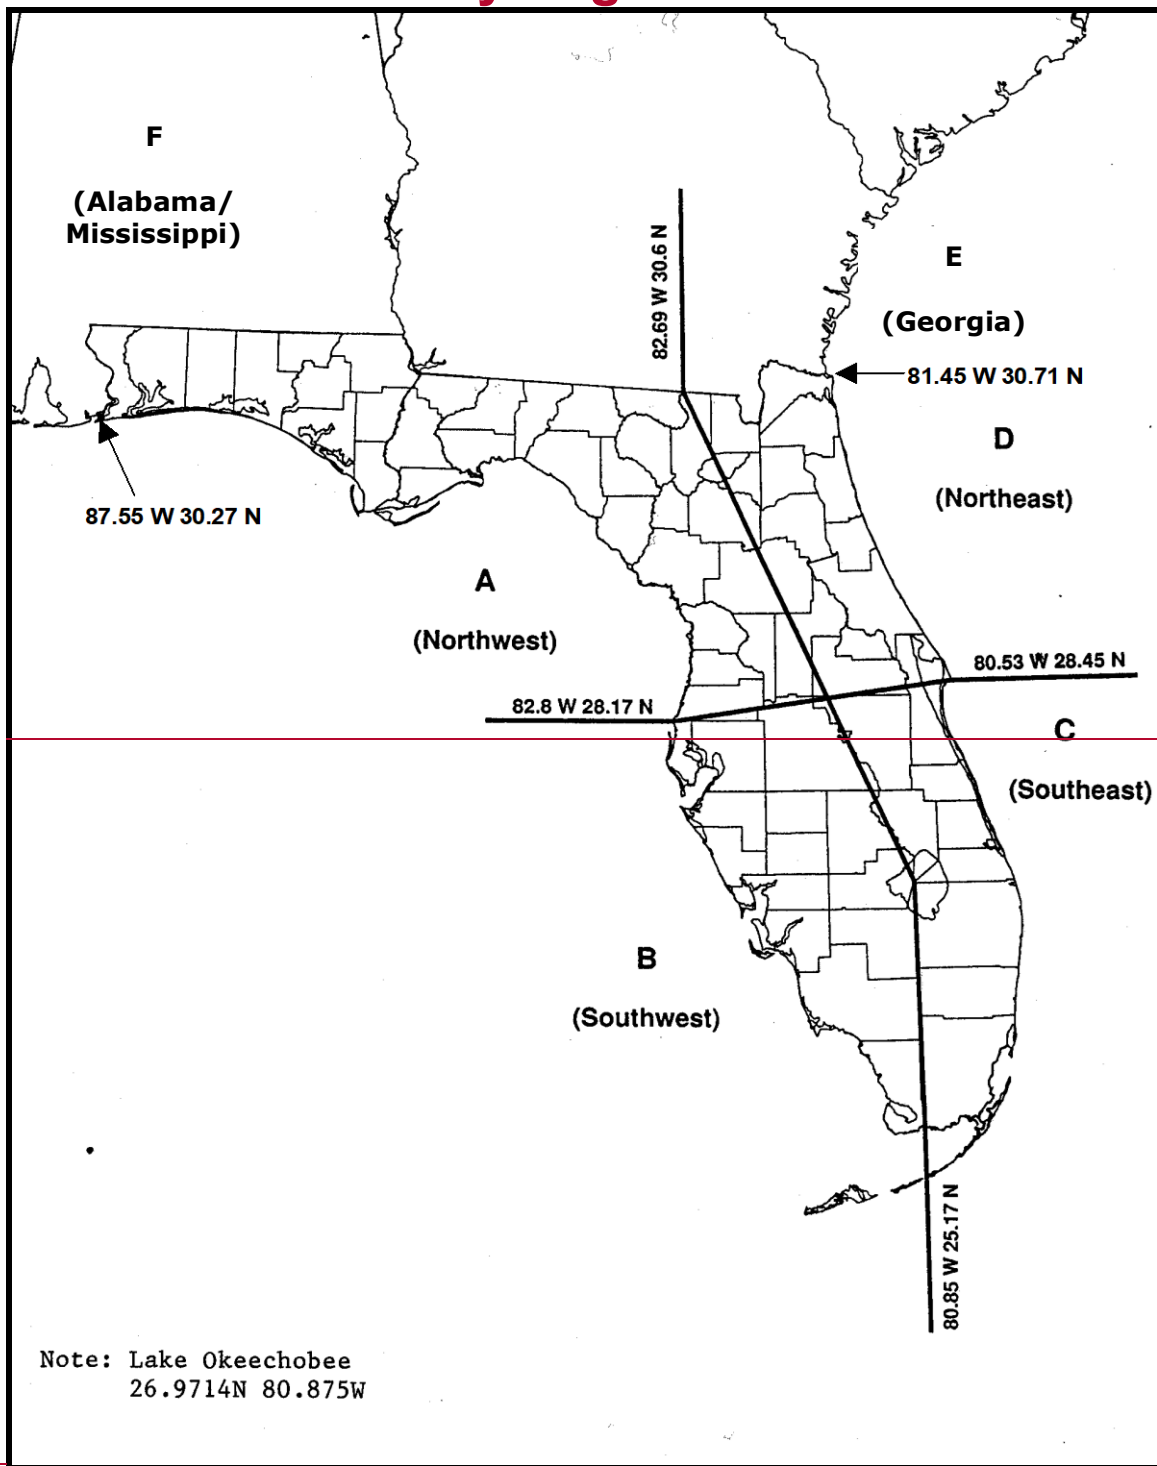 F
(Alabama/
Mississippi)
82.69 W 30.6 N
E
(Georgia)
81.45 W 30.71 N
D
(Northeast)
87.55 W 30.27 N
A
(Northwest)
80.53 W 28.45 N
82.8 W 28.17 N
C
(Southeast)
B
(Southwest)
80.85 W 25.17 N
Note: Lake Okeechobee
26.9714N 80.875W